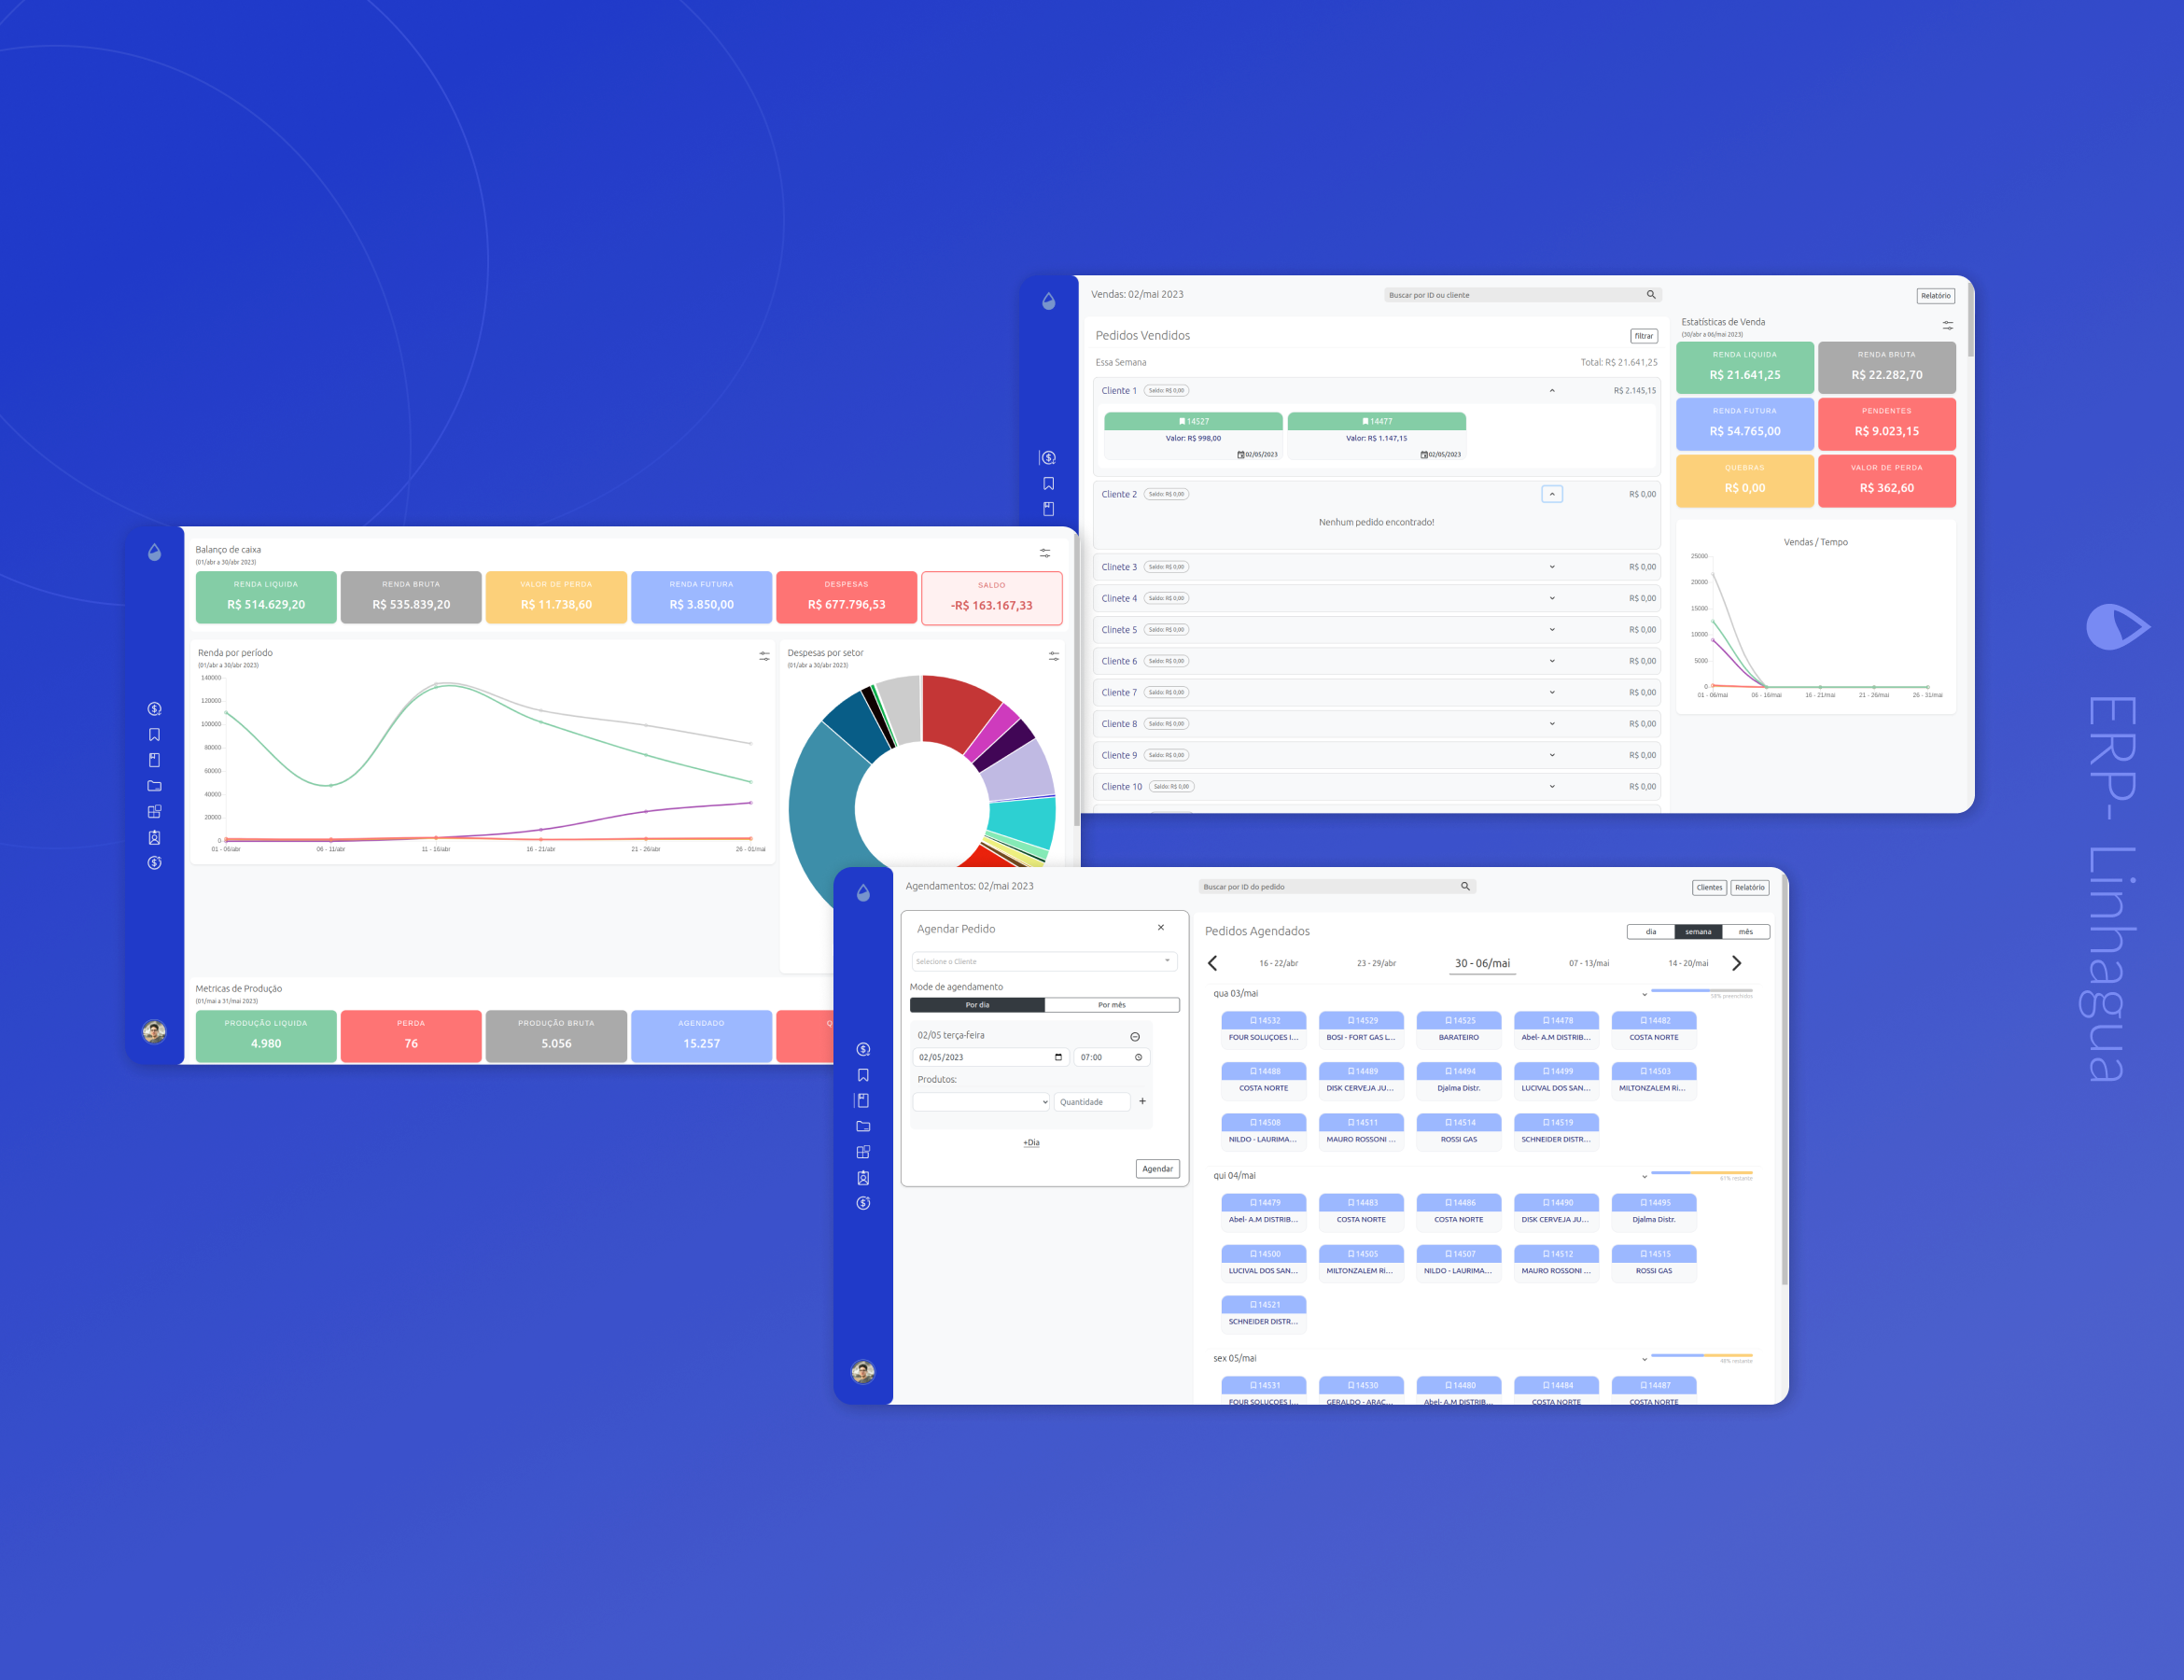 Vendas: 02/mai 2023
Buscar por ID ou cliente
Relatório
Pedidos Vendidos
filtrar
Essa Semana
Total: R$ 21.641,25
Cliente 1
Saldo: R$ 0,00
R$ 2.145,15
14527
14477
Valor: R$ 998,00
Valor: R$ 1.147,15
02/05/2023
02/05/2023
Cliente 2
Saldo: R$ 0,00
R$ 0,00
Nenhum pedido encontrado!
Clinete 3
Saldo: R$ 0,00
R$ 0,00
Clinete 4
Saldo: R$ 0,00
R$ 0,00
Clinete 5
Saldo: R$ 0,00
R$ 0,00
Cliente 6
Saldo: R$ 0,00
R$ 0,00
Cliente 7
Saldo: R$ 0,00
R$ 0,00
Cliente 8
Saldo: R$ 0,00
R$ 0,00
Cliente 9
Saldo: R$ 0,00
R$ 0,00
Cliente 10
Saldo: R$ 0,00
R$ 0,00
Estatísticas de Venda
(30/abr a 06/mai 2023)
RENDA LIQUIDA
R$ 21.641,25
RENDA BRUTA
R$ 22.282,70
RENDA FUTURA
R$ 54.765,00
PENDENTES
R$ 9.023,15
QUEBRAS
R$ 0,00
VALOR DE PERDA
R$ 362,60
Vendas / Tempo
25000
20000
15000
10000
5000
0
01 - 06/mai
06 - 16/mai
16 - 21/mai
21 - 26/mai
26 - 31/mai
Balanço de caixa
(01/abr a 30/abr 2023)
RENDA LIQUIDA
R$ 514.629,20
RENDA BRUTA
R$ 535.839,20
VALOR DE PERDA
R$ 11.738,60
RENDA FUTURA
R$ 3.850,00
DESPESAS
R$ 677.796,53
SALDO
-R$ 163.167,33
Renda por período
(01/abr a 30/abr 2023)
140000
120000
100000
80000
60000
40000
20000
0
01 - 06/abr
06 - 11/abr
11 - 16/abr
16 - 21/abr
21 - 26/abr
26 - 01/mai
Despesas por setor
(01/abr a 30/abr 2023)
Metricas de Produção
(01/mai a 31/mai 2023)
PRODUÇÃO LIQUIDA
4.980
PERDA
76
PRODUÇÃO BRUTA
5.056
AGENDADO
15.257
Q
Agendamentos: 02/mai 2023
Buscar por ID do pedido
Clientes
Relatório
Agendar Pedido
Selecione o Cliente
Mode de agendamento
Por dia
Por mês
02/05 terça-feira
02/05/2023
07:00
Produtos:
Quantidade
+
+Dia
Agendar
Pedidos Agendados
dia
semana
mês
16 - 22/abr
23 - 29/abr
30 - 06/mai
07 - 13/mai
14 - 20/mai
qua 03/mai
58% preenchidos
14532
14529
14525
14478
14482
FOUR SOLUÇOES I...
BOSI - FORT GAS L...
BARATEIRO
Abel- A.M DISTRIB...
COSTA NORTE
14488
14489
14494
14499
14503
COSTA NORTE
DISK CERVEJA JU...
Djalma Distr.
LUCIVAL DOS SAN...
MILTONZALEM RI...
14508
14511
14514
14519
NILDO - LAURIMA...
MAURO ROSSONI ...
ROSSI GAS
SCHNEIDER DISTR...
qui 04/mai
61% restante
14479
14483
14486
14490
14495
Abel- A.M DISTRIB...
COSTA NORTE
COSTA NORTE
DISK CERVEJA JU...
Djalma Distr.
14500
14505
14507
14512
14515
LUCIVAL DOS SAN...
MILTONZALEM RI...
NILDO - LAURIMA...
MAURO ROSSONI ...
ROSSI GAS
14521
SCHNEIDER DISTR...
sex 05/mai
48% restante
14531
14530
14480
14484
14487
FOUR SOLUÇOES I...
GERALDO - ARAC...
Abel- A.M DISTRIB...
COSTA NORTE
COSTA NORTE
ERP- Linhagua